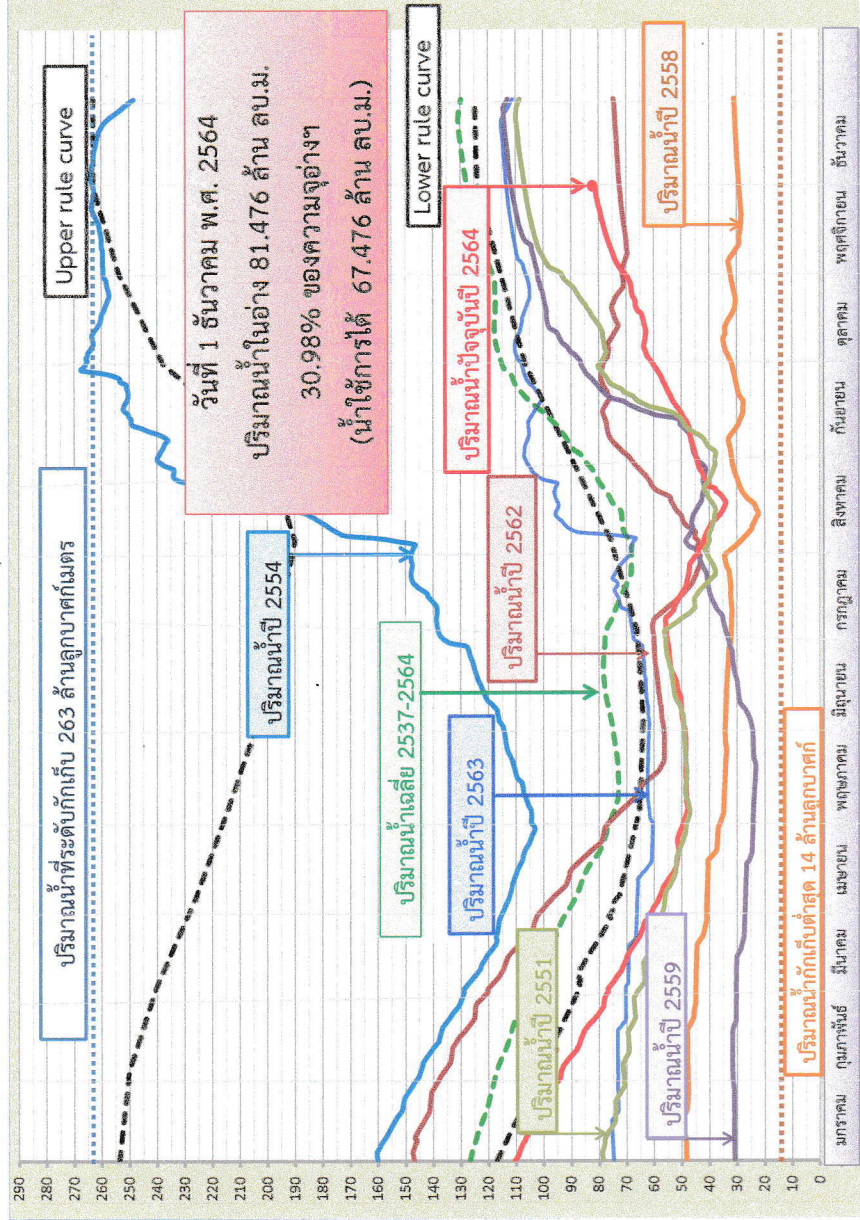 290
280
270
260
250
240
230
220
210
200
190
180
170
160
150
140
130
120
110
100
90
80
70
60
50
40
30
20
10
0
ปริมาณน้ำที่ระดับกักเก็บ 263 ล้านลูกบาศก์เมตร
Upper rule curve
วันที่ 1 ธันวาคม พ.ศ. 2564
ปริมาณน้ำในอ่าง 81.476 ล้าน ลบ.ม.
30.98% ของความจุอ่างฯ
(น้ำใช้การได้ 67.476 ล้าน ลบ.ม.)
ปริมาณน้ำปี 2554
Lower rule curve
ปริมาณน้ำเฉลี่ย 2537-2564
ปริมาณน้ำปัจจุบันปี 2564
ปริมาณน้ำปี 2563
ปริมาณน้ำปี 2562
ปริมาณน้ำปี 2551
ปริมาณน้ำปี 2559
ปริมาณน้ำปี 2558
ปริมาณน้ำกักเก็บต่ำสุด 14 ล้านลูกบาศก์
มกราคม กุมภาพันธ์ มีนาคม เมษายน พฤษภาคม มิถุนายน กรกฎาคม สิงหาคม กันยายน ตุลาคม พฤศจิกายน ธันวาคม